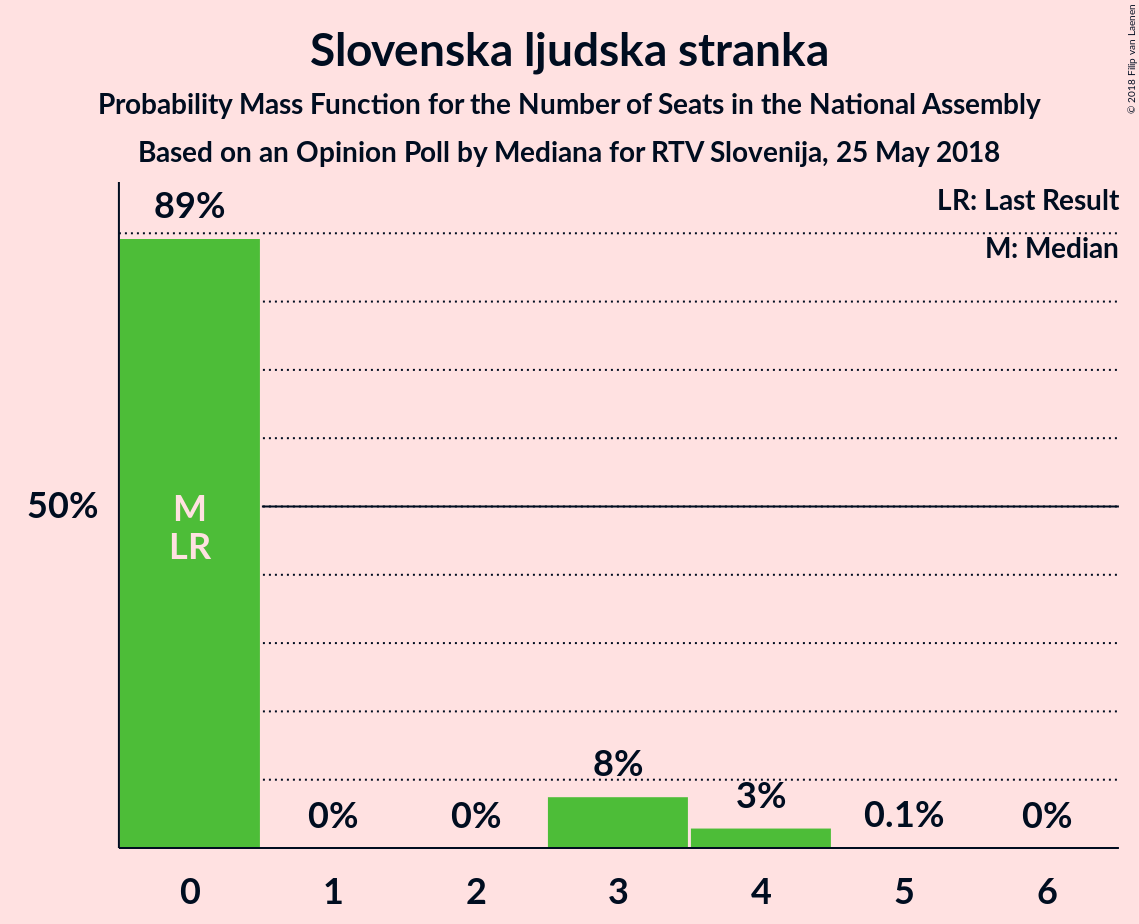 Slovenska ljudska stranka
Probability Mass Function for the Number of Seats in the National Assembly
Based on an Opinion Poll by Mediana for RTV Slovenija, 25 May 2018
© 2018 Filip van Laenen
LR: Last Result
M: Median
89%
50%
M
LR
0%
0%
8%
3%
0.1%
0%
0
1
2
3
4
5
6